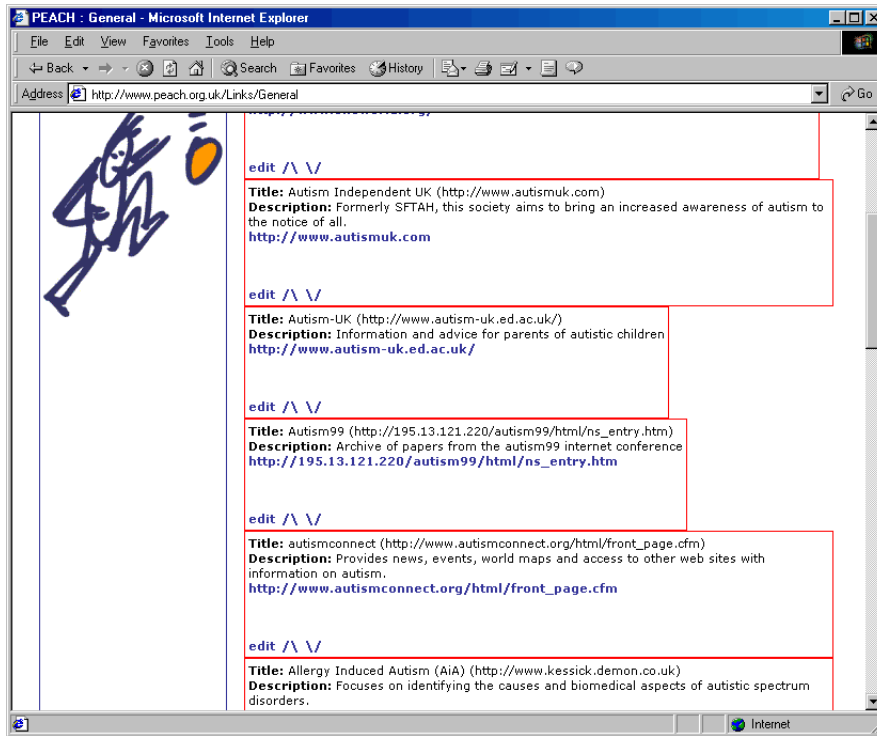 PEACH : General - Microsoft Internet Explorer
File Edit View Favorites Tools Help
Back Search Favorites History
Address http://www.peach.org.uk/Links/General Go
edit /\ \/
Title: Autism Independent UK (http://www.autismuk.com)
Description: Formerly SFTAH, this society aims to bring an increased awareness of autism to
the notice of all.
http://www.autismuk.com
edit /\ \/
Title: Autism-UK (http://www.autism-uk.ed.ac.uk/)
Description: Information and advice for parents of autistic children
http://www.autism-uk.ed.ac.uk/
edit /\ \/
Title: Autism99 (http://195.13.121.220/autism99/html/ns_entry.htm)
Description: Archive of papers from the autism99 internet conference
http://195.13.121.220/autism99/html/ns_entry.htm
edit /\ \/
Title: autismconnect (http://www.autismconnect.org/html/front_page.cfm)
Description: Provides news, events, world maps and access to other web sites with
information on autism.
http://www.autismconnect.org/html/front_page.cfm
edit /\ \/
Title: Allergy Induced Autism (AiA) (http://www.kessick.demon.co.uk)
Description: Focuses on identifying the causes and biomedical aspects of autistic spectrum
disorders.
Internet